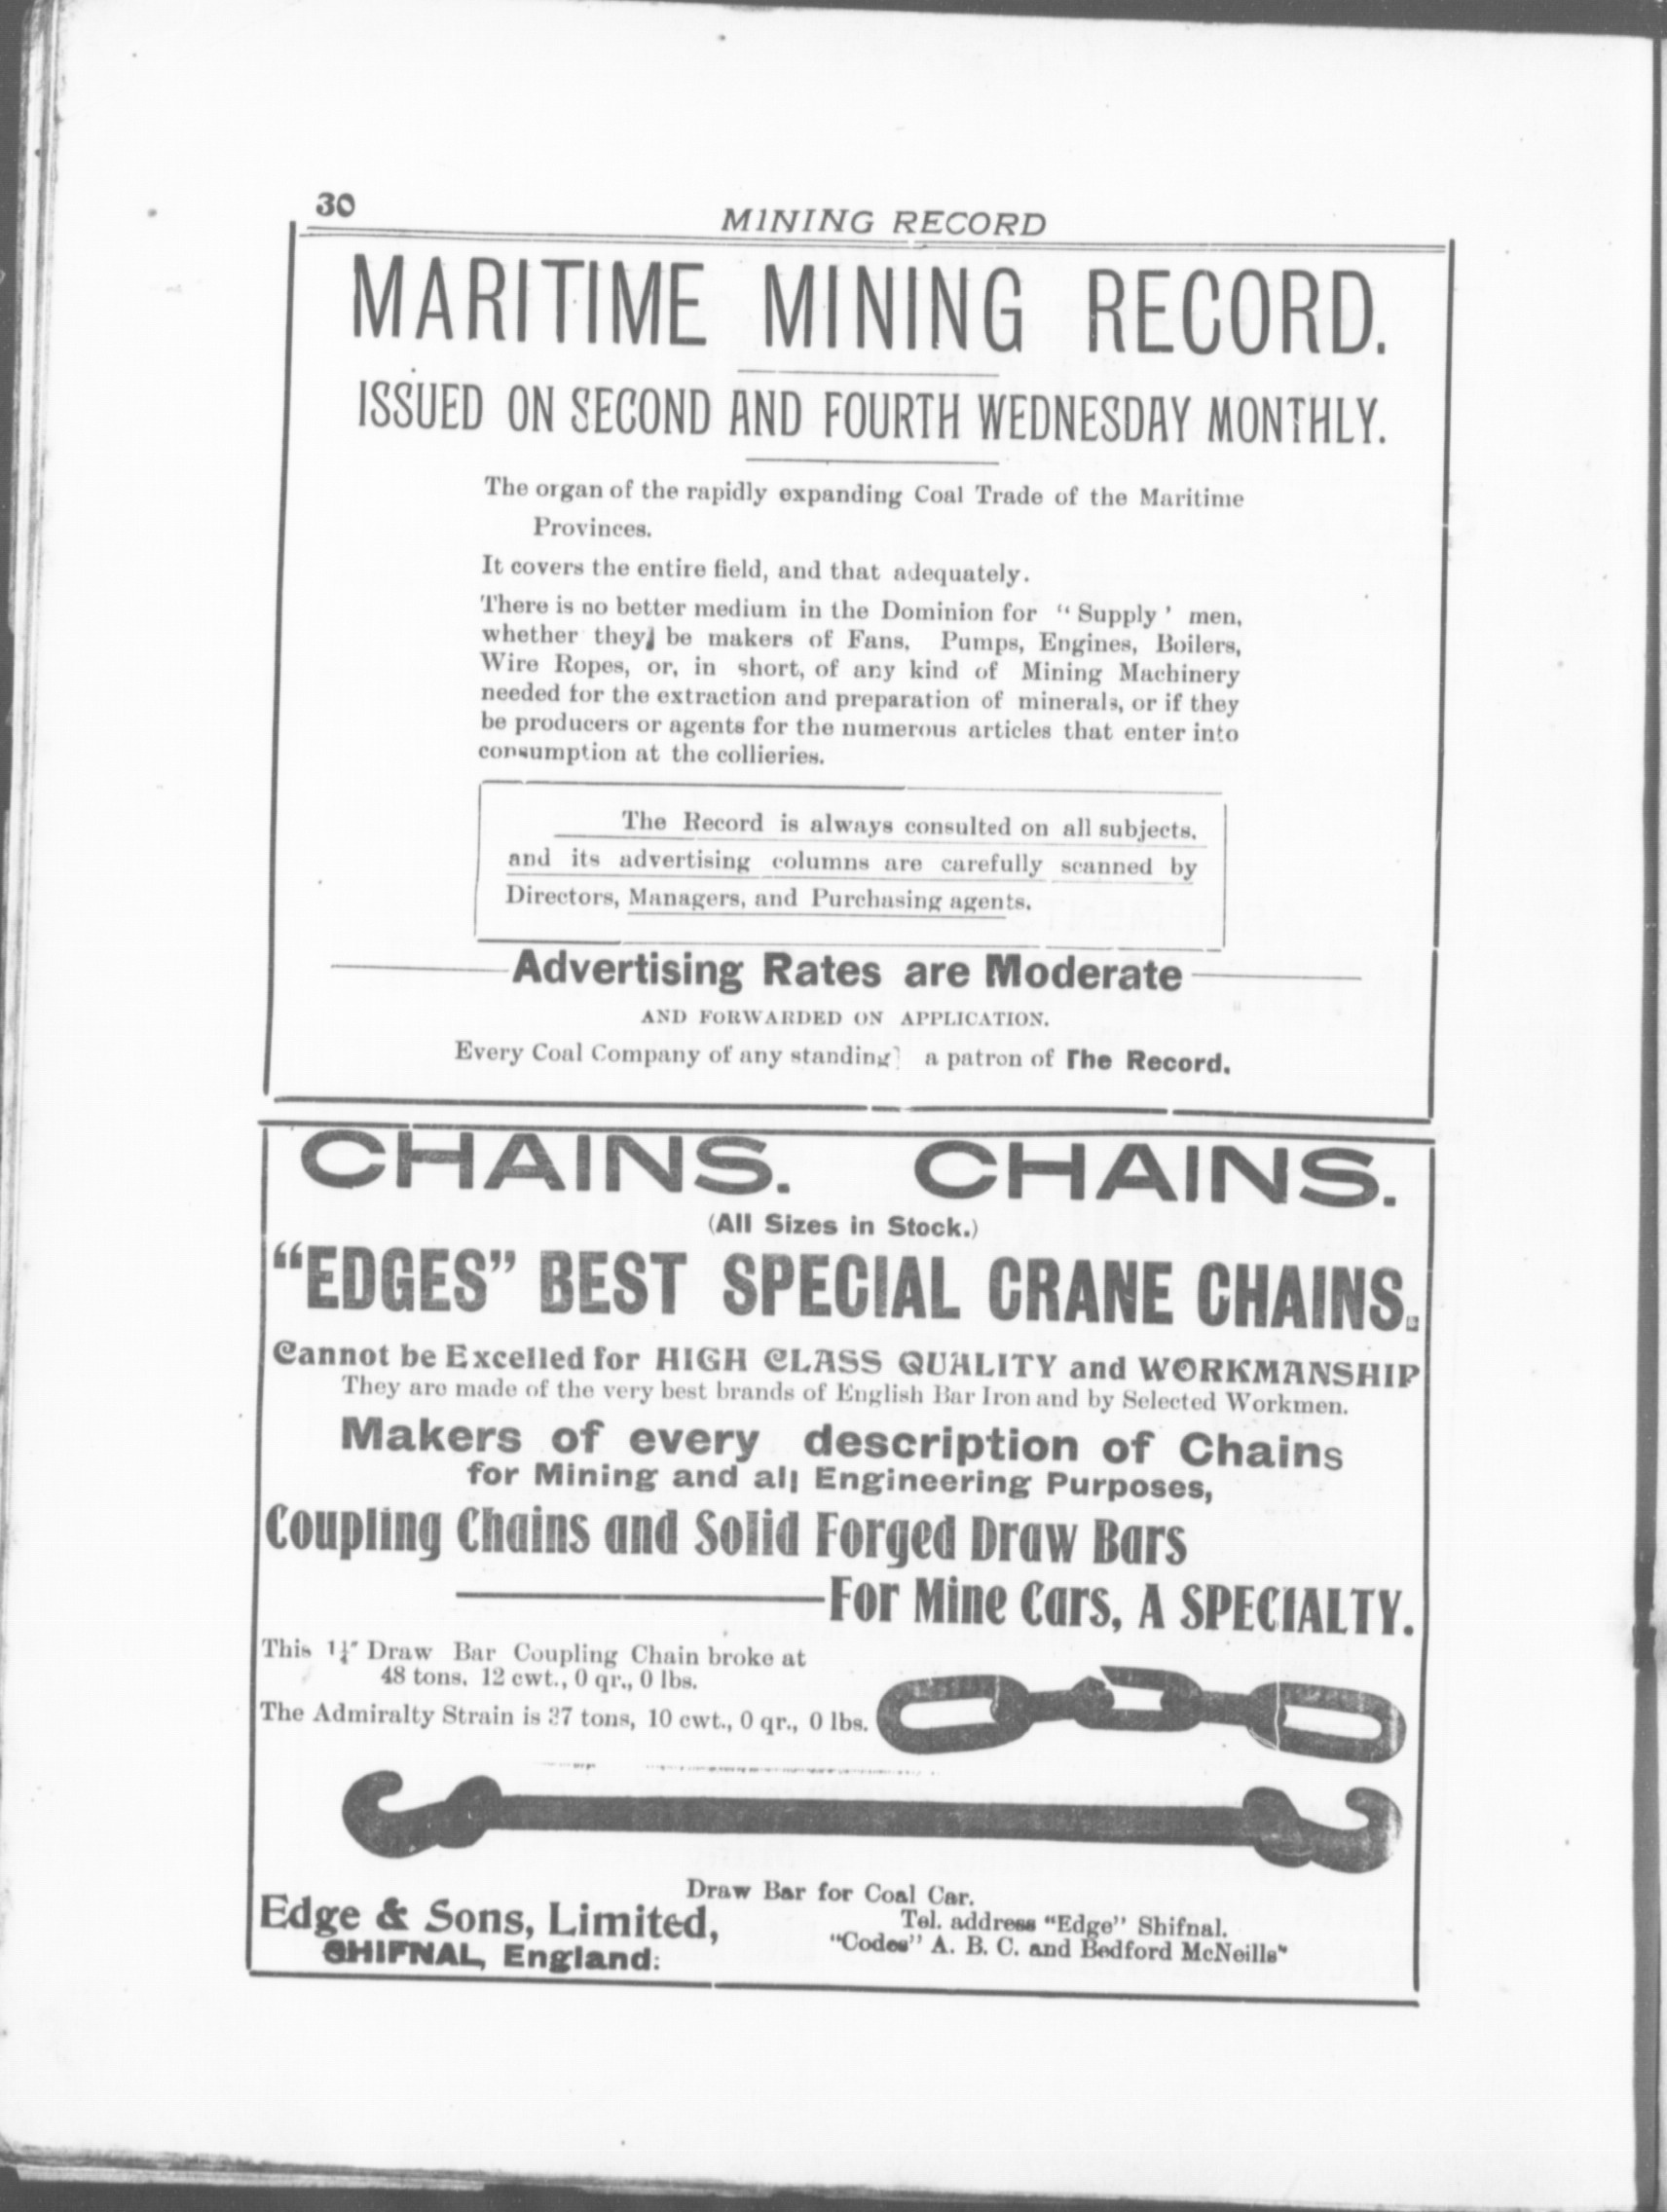 30
MINING RECORD
MARITIME MINING RECORD.
ISSUED ON SECOND AND FOURTH WEDNESDAY MONTHLY.
The organ of the rapidly expanding Coal Trade of the Maritime
Provinces.
It covers the entire field, and that adequately.
There is no better medium in the Dominion for "Supply' men,
whether they be makers of Fans, Pumps, Engines, Boilers,
Wire Ropes, or, in short, of any kind of Mining Machinery
needed for the extraction and preparation of minerals, or if they
be producers or agents for the numerous articles that enter into
consumption at the collieries.
The Record is always consulted on all subjects,
and its advertising columns are carefully scanned by
Directors, Managers, and Purchasing agents.
Advertising Rates are Moderate
AND FORWARDED ON APPLICATION.
Every Coal Company of any standing a patron of The Record.
CHAINS. CHAINS.
(All Sizes in Stock.)
"EDGES" BEST SPECIAL CRANE CHAINS.
Cannot be Excelled for HIGH CLASS QUALITY and WORKMANSHIP
They are made of the very best brands of English Bar Iron and by Selected Workmen.
Makers of every description of Chains
for Mining and all Engineering Purposes,
Coupling Chains and Solid Forged Draw Bars
For Mine Cars, A SPECIALTY.
This 1¼" Draw Bar Coupling Chain broke at
48 tons, 12 cwt., 0 qr., 0 lbs.
The Admiralty Strain is 27 tons, 10 cwt., 0 qr., 0 lbs.
Draw Bar for Coal Car.
Edge & Sons, Limited,
SHIFNAL, England:
Tel. address "Edge" Shifnal.
"Codes" A. B. C. and Bedford McNeills"